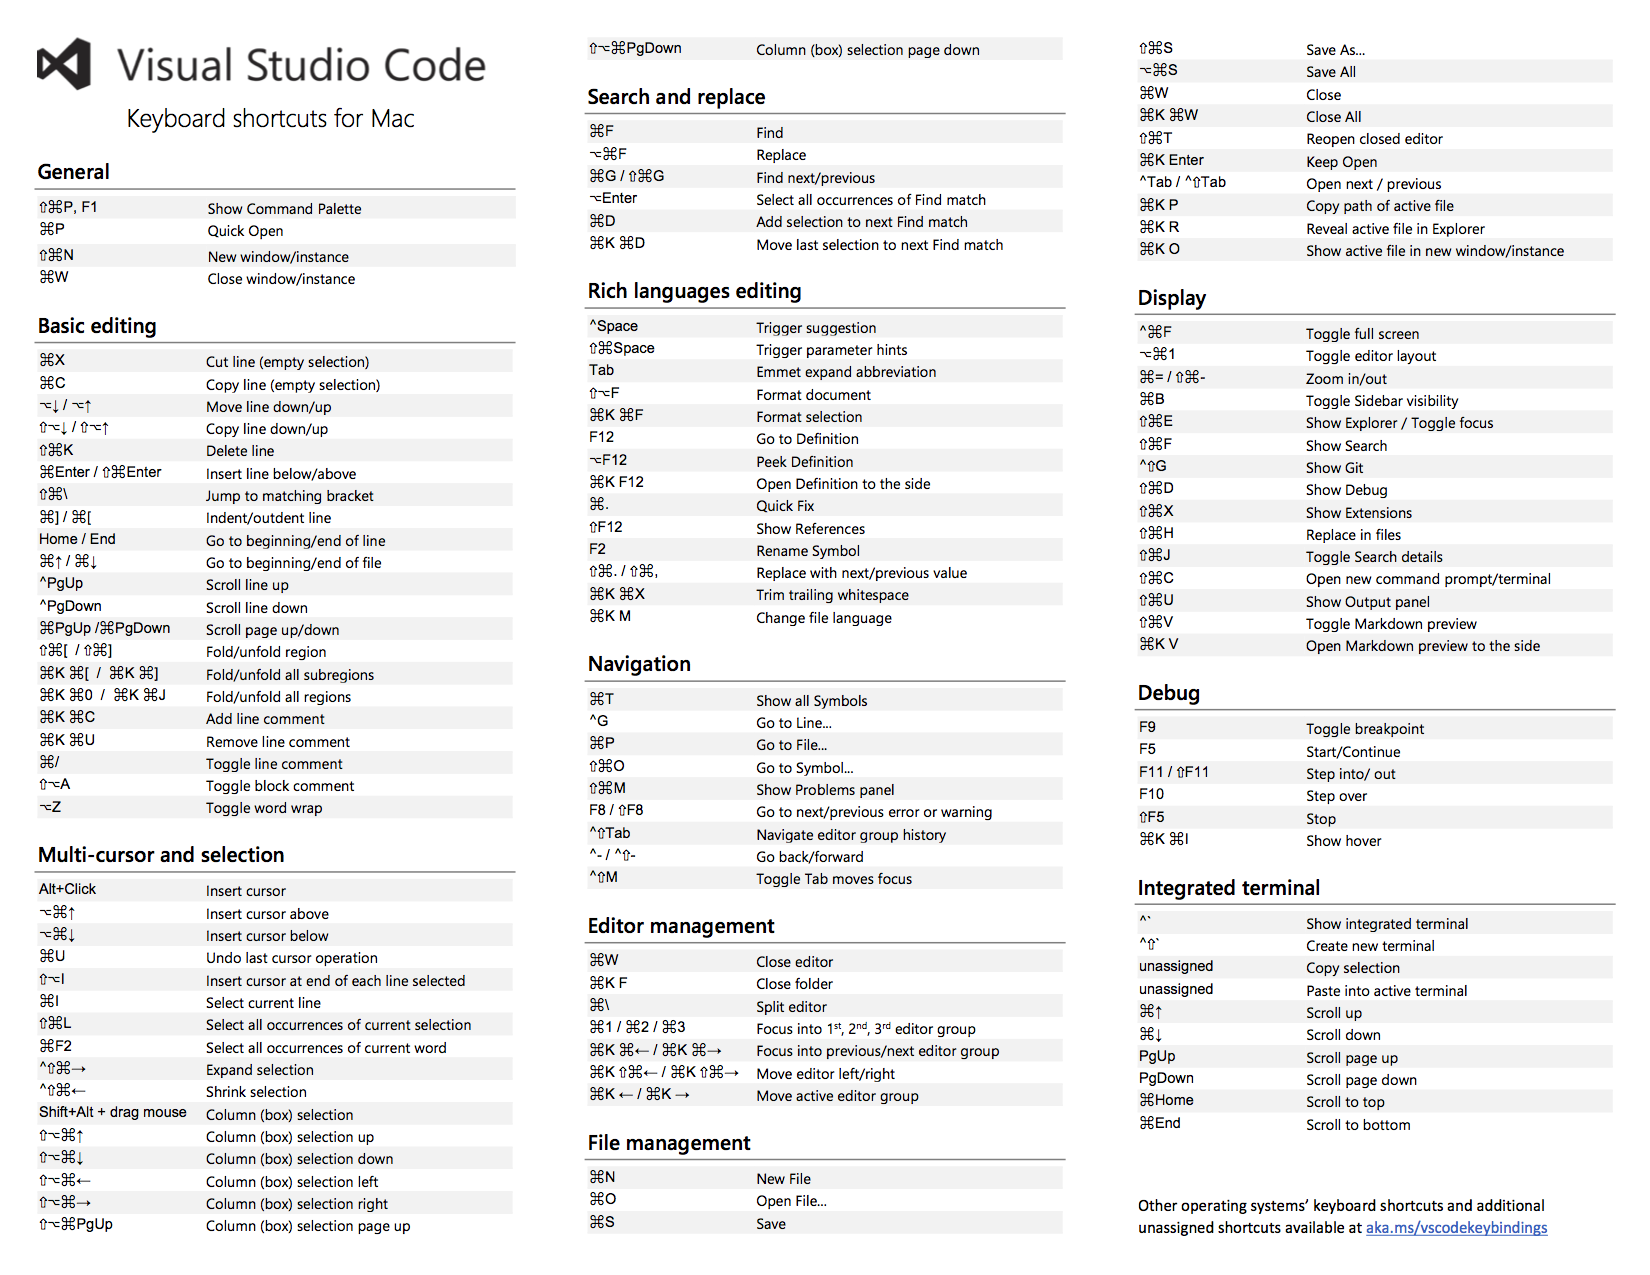 Visual Studio Code
Keyboard shortcuts for Mac
General
⇧⌘P, F1 Show Command Palette
⌘P Quick Open
⇧⌘N New window/instance
⌘W Close window/instance
Basic editing
⌘X Cut line (empty selection)
⌘C Copy line (empty selection)
⌥↓ / ⌥↑ Move line down/up
⇧⌥↓ / ⇧⌥↑ Copy line down/up
⇧⌘K Delete line
⌘Enter / ⇧⌘Enter Insert line below/above
⇧⌘\ Jump to matching bracket
⌘] / ⌘[ Indent/outdent line
Home / End Go to beginning/end of line
⌘↑ / ⌘↓ Go to beginning/end of file
^PgUp Scroll line up
^PgDown Scroll line down
⌘PgUp /⌘PgDown Scroll page up/down
⇧⌘[ / ⇧⌘] Fold/unfold region
⌘K ⌘[ / ⌘K ⌘] Fold/unfold all subregions
⌘K ⌘0 / ⌘K ⌘J Fold/unfold all regions
⌘K ⌘C Add line comment
⌘K ⌘U Remove line comment
⌘/ Toggle line comment
⇧⌥A Toggle block comment
⌥Z Toggle word wrap
Multi-cursor and selection
Alt+Click Insert cursor
⌥⌘↑ Insert cursor above
⌥⌘↓ Insert cursor below
⌘U Undo last cursor operation
⇧⌥I Insert cursor at end of each line selected
⌘I Select current line
⇧⌘L Select all occurrences of current selection
⌘F2 Select all occurrences of current word
^⇧⌘→ Expand selection
^⇧⌘← Shrink selection
Shift+Alt + drag mouse Column (box) selection
⇧⌥⌘↑ Column (box) selection up
⇧⌥⌘↓ Column (box) selection down
⇧⌥⌘← Column (box) selection left
⇧⌥⌘→ Column (box) selection right
⇧⌥⌘PgUp Column (box) selection page up
⇧⌥⌘PgDown Column (box) selection page down
Search and replace
⌘F Find
⌥⌘F Replace
⌘G / ⇧⌘G Find next/previous
⌥Enter Select all occurrences of Find match
⌘D Add selection to next Find match
⌘K ⌘D Move last selection to next Find match
Rich languages editing
^Space Trigger suggestion
⇧⌘Space Trigger parameter hints
Tab Emmet expand abbreviation
⇧⌥F Format document
⌘K ⌘F Format selection
F12 Go to Definition
⌥F12 Peek Definition
⌘K F12 Open Definition to the side
⌘. Quick Fix
⇧F12 Show References
F2 Rename Symbol
⇧⌘. / ⇧⌘, Replace with next/previous value
⌘K ⌘X Trim trailing whitespace
⌘K M Change file language
Navigation
⌘T Show all Symbols
^G Go to Line...
⌘P Go to File...
⇧⌘O Go to Symbol...
⇧⌘M Show Problems panel
F8 / ⇧F8 Go to next/previous error or warning
^⇧Tab Navigate editor group history
^- / ^⇧- Go back/forward
^⇧M Toggle Tab moves focus
Editor management
⌘W Close editor
⌘K F Close folder
⌘\ Split editor
⌘1 / ⌘2 / ⌘3 Focus into 1st, 2nd, 3rd editor group
⌘K ⌘← / ⌘K ⌘→ Focus into previous/next editor group
⌘K ⇧⌘← / ⌘K ⇧⌘→ Move editor left/right
⌘K ← / ⌘K → Move active editor group
File management
⌘N New File
⌘O Open File...
⌘S Save
⇧⌘S Save As...
⌥⌘S Save All
⌘W Close
⌘K ⌘W Close All
⇧⌘T Reopen closed editor
⌘K Enter Keep Open
^Tab / ^⇧Tab Open next / previous
⌘K P Copy path of active file
⌘K R Reveal active file in Explorer
⌘K O Show active file in new window/instance
Display
^⌘F Toggle full screen
⌥⌘1 Toggle editor layout
⌘= / ⇧⌘- Zoom in/out
⌘B Toggle Sidebar visibility
⇧⌘E Show Explorer / Toggle focus
⇧⌘F Show Search
^⇧G Show Git
⇧⌘D Show Debug
⇧⌘X Show Extensions
⇧⌘H Replace in files
⇧⌘J Toggle Search details
⇧⌘C Open new command prompt/terminal
⇧⌘U Show Output panel
⇧⌘V Toggle Markdown preview
⌘K V Open Markdown preview to the side
Debug
F9 Toggle breakpoint
F5 Start/Continue
F11 / ⇧F11 Step into/ out
F10 Step over
⇧F5 Stop
⌘K ⌘I Show hover
Integrated terminal
^` Show integrated terminal
^⇧` Create new terminal
unassigned Copy selection
unassigned Paste into active terminal
⌘↑ Scroll up
⌘↓ Scroll down
PgUp Scroll page up
PgDown Scroll page down
⌘Home Scroll to top
⌘End Scroll to bottom
Other operating systems’ keyboard shortcuts and additional
unassigned shortcuts available at aka.ms/vscodekeybindings